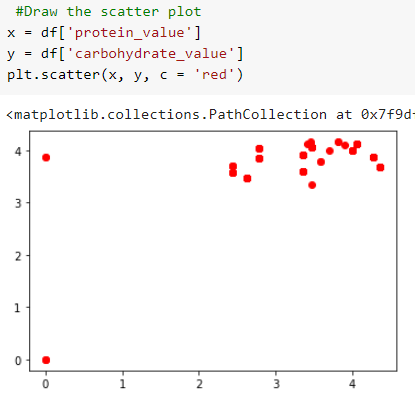 #Draw the scatter plot
x = df['protein_value']
y = df['carbohydrate_value']
plt.scatter(x, y, c = 'red')
<matplotlib.collections.PathCollection at
4
3
2
1
0
0 1 2 3 4